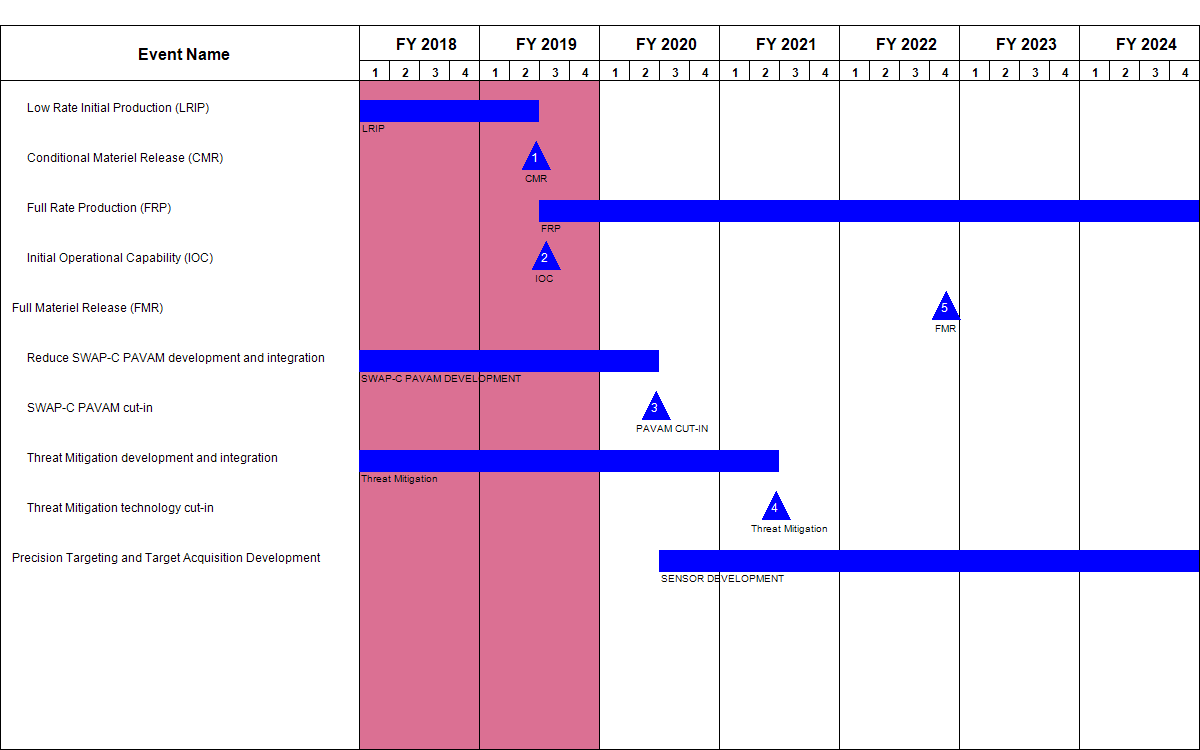 Event Name FY 2018 FY 2019 FY 2020 FY 2021 FY 2022 FY 2023 FY 2024
1 2 3 4 1 2 3 4 1 2 3 4 1 2 3 4 1 2 3 4 1 2 3 4 1 2 3 4
Low Rate Initial Production (LRIP)
LRIP
Conditional Materiel Release (CMR) 1
CMR
Full Rate Production (FRP)
FRP
Initial Operational Capability (IOC) 2
IOC
Full Materiel Release (FMR) 5
FMR
Reduce SWAP-C PAVAM development and integration
SWAP-C PAVAM DEVELOPMENT
SWAP-C PAVAM cut-in 3
PAVAM CUT-IN
Threat Mitigation development and integration
Threat Mitigation
Threat Mitigation technology cut-in 4
Threat Mitigation
Precision Targeting and Target Acquisition Development
SENSOR DEVELOPMENT